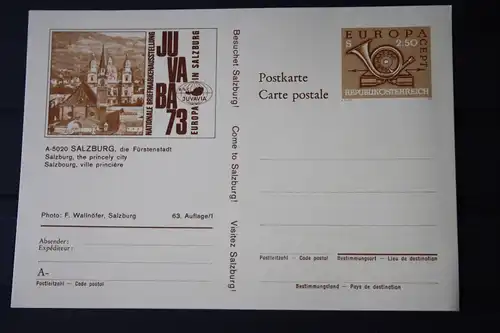 NATIONALE BRIEFMARKENAUSSTELLUNG
JU
VA
BA
73
EUROPA IN SALZBURG
JUVAVIA
A-5020 SALZBURG, die Fürstenstadt
Salzburg, the princely city
Salzbourg, ville princière
Photo: F. Wallnöfer, Salzburg 63. Auflage/1
Absender:
Expéditeur:
A-
Postleitzahl - Code postal
Besuchet Salzburg! Come to Salzburg! Visitez Salzburg!
Postkarte
Carte postale
EUROPA
CEPT
S 2.50
REPUBLIK ÖSTERREICH
Postleitzahl - Code postal Bestimmungsort - Lieu de destination
Bestimmungsland - Pays de destination